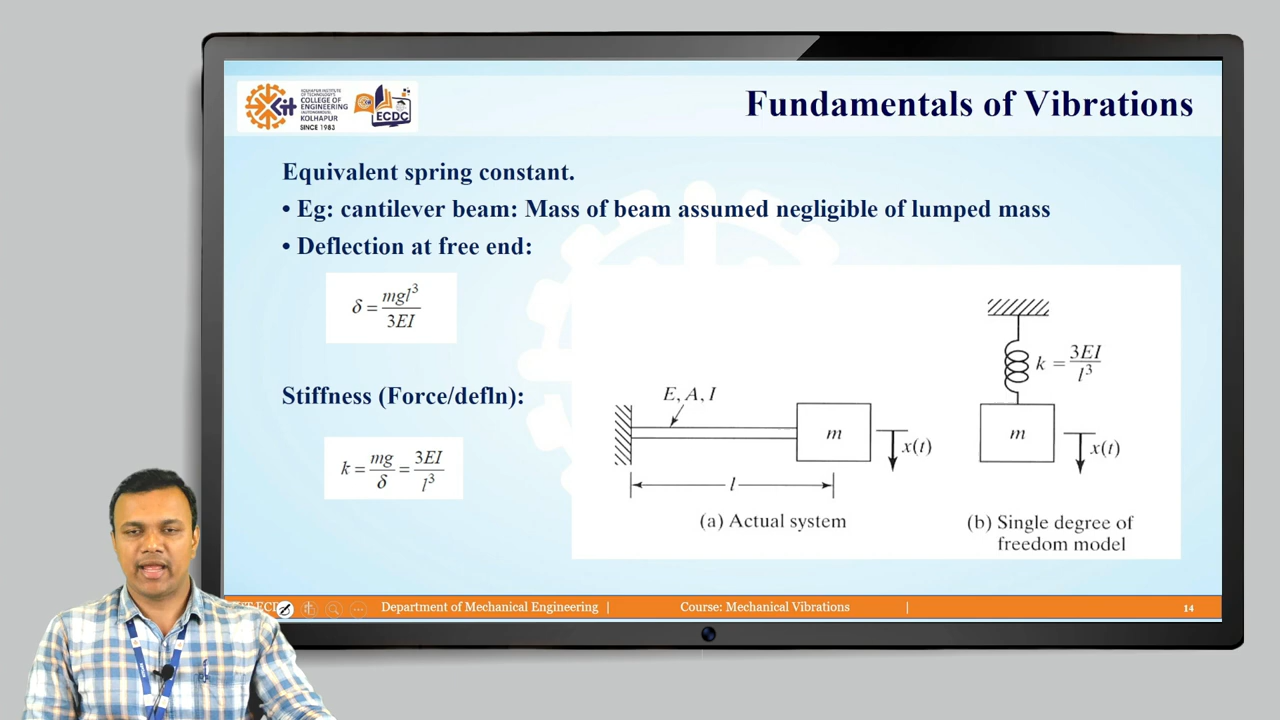 KOLHAPUR INSTITUTE
OF TECHNOLOGY'S
COLLEGE OF
ENGINEERING
KOLHAPUR
SINCE 1983
Kit
ECDC
Fundamentals of Vibrations
Equivalent spring constant.
• Eg: cantilever beam: Mass of beam assumed negligible of lumped mass
• Deflection at free end:
δ = mgl³/3EI
Stiffness (Force/defln):
k = mg/δ = 3EI/l³
E, A, I
m
x(t)
l
(a) Actual system
k = 3EI/l³
m
x(t)
(b) Single degree of
freedom model
Department of Mechanical Engineering |
Course: Mechanical Vibrations
|
14